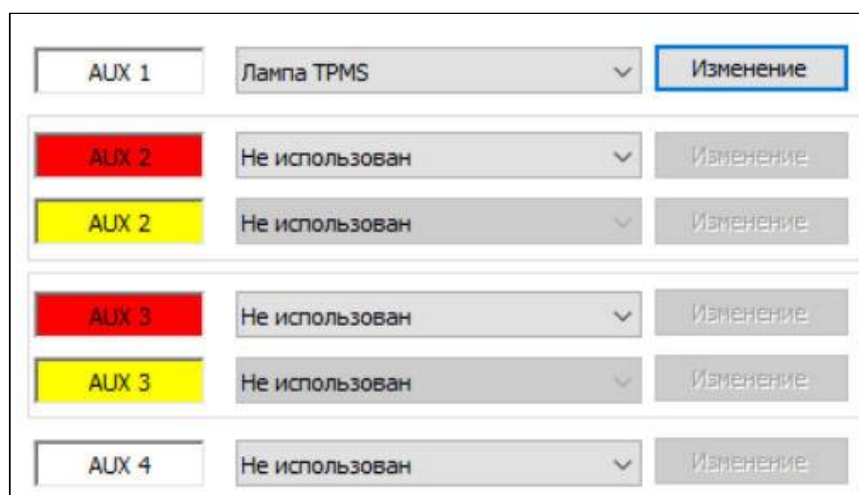 AUX 1 Лампа TPMS Изменение
AUX 2 Не использован Изменение
AUX 2 Не использован Изменение
AUX 3 Не использован Изменение
AUX 3 Не использован Изменение
AUX 4 Не использован Изменение